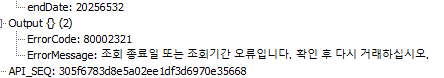 endDate: 20256532
Output {} (2)
ErrorCode: 80002321
ErrorMessage: 조회 종료일 또는 조회기간 오류입니다. 확인 후 다시 거래하십시오.
API_SEQ: 305f6783d8e5a02ee1df3d6970e35668